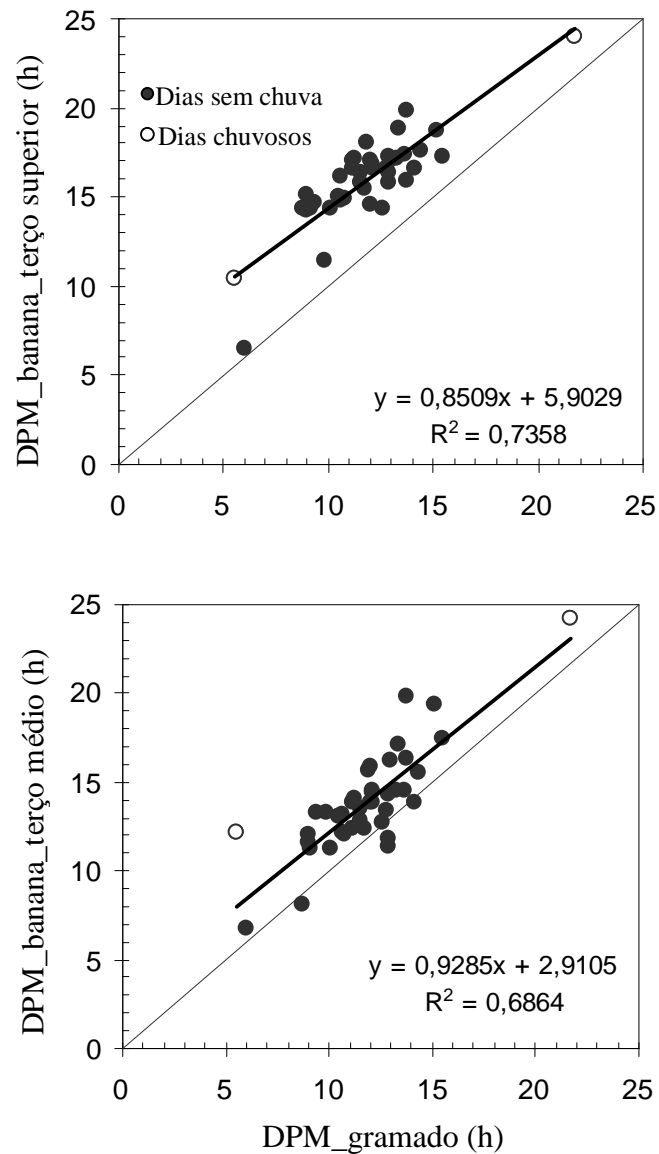 DPM_banana_terço superior (h)
25
20
15
10
5
0
Dias sem chuva
Dias chuvosos
y = 0,8509x + 5,9029
R² = 0,7358
0 5 10 15 20 25
DPM_banana_terço médio (h)
25
20
15
10
5
0
y = 0,9285x + 2,9105
R² = 0,6864
0 5 10 15 20 25
DPM_gramado (h)